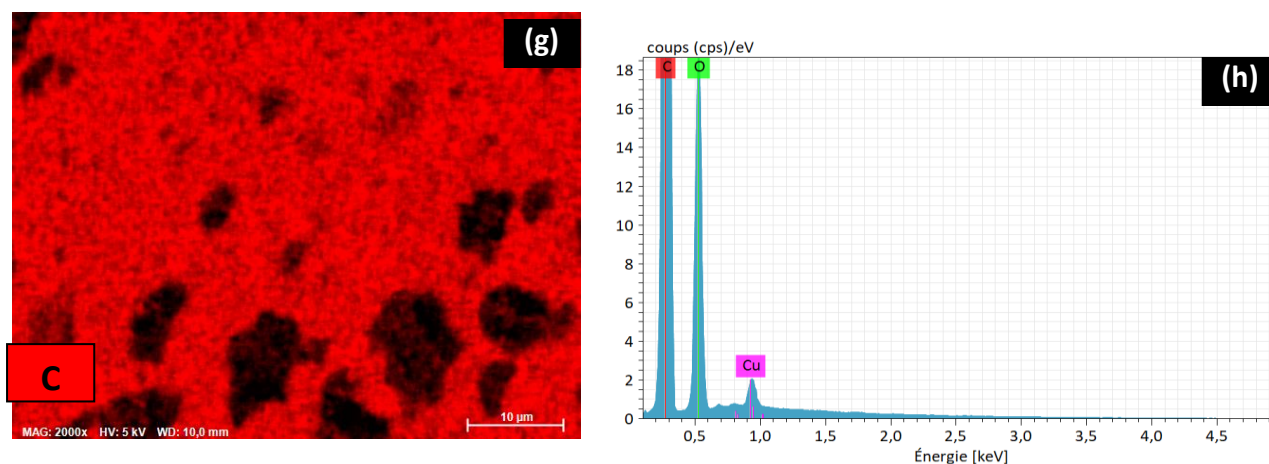 (g)
C
MAG: 2000x HV: 5 kV WD: 10,0 mm
10 µm
coups (cps)/eV
(h)
C
O
Cu
18
16
14
12
10
8
6
4
2
0
0,5 1,0 1,5 2,0 2,5 3,0 3,5 4,0 4,5
Énergie [keV]